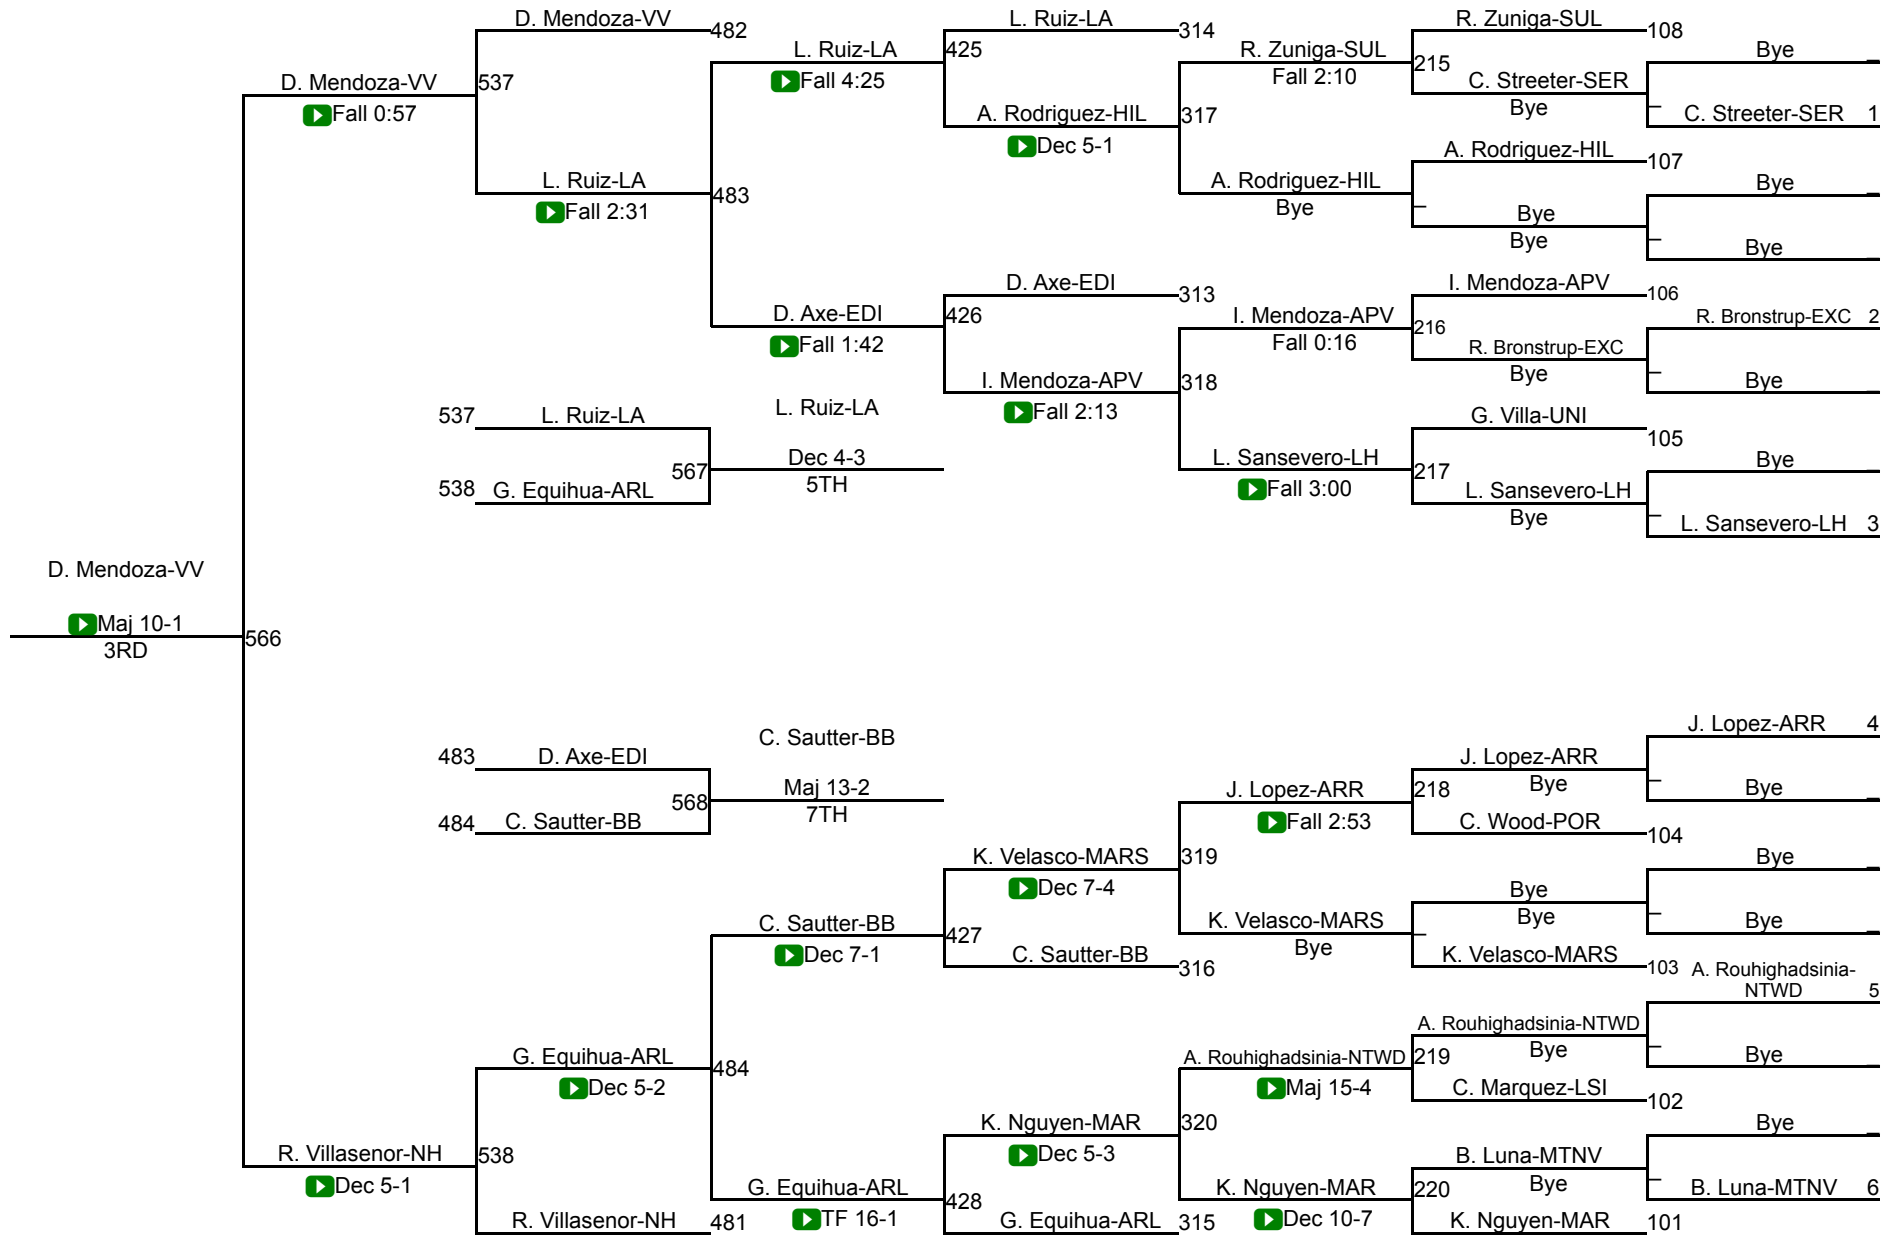 D. Mendoza-VV
482
L. Ruiz-LA
314
R. Zuniga-SUL
108
L. Ruiz-LA
425
R. Zuniga-SUL
Bye
D. Mendoza-VV
537
Fall 4:25
Fall 2:10
215
C. Streeter-SER
Bye
Fall 0:57
A. Rodriguez-HIL
317
C. Streeter-SER 1
Dec 5-1
A. Rodriguez-HIL
107
L. Ruiz-LA
483
A. Rodriguez-HIL
Bye
Fall 2:31
Bye
Bye
Bye
Bye
D. Axe-EDI
313
I. Mendoza-APV
106
D. Axe-EDI
426
I. Mendoza-APV
216
R. Bronstrup-EXC 2
Fall 1:42
Fall 0:16
R. Bronstrup-EXC
Bye
I. Mendoza-APV
318
Bye
537
L. Ruiz-LA
L. Ruiz-LA
Fall 2:13
G. Villa-UNI
105
567
Dec 4-3
L. Sansevero-LH
217
Bye
538
G. Equihua-ARL
5TH
Fall 3:00
L. Sansevero-LH
Bye
L. Sansevero-LH 3
D. Mendoza-VV
Maj 10-1
566
3RD
J. Lopez-ARR 4
483
D. Axe-EDI
C. Sautter-BB
J. Lopez-ARR
Bye
568
Maj 13-2
J. Lopez-ARR
218
Bye
484
C. Sautter-BB
7TH
Fall 2:53
C. Wood-POR
104
K. Velasco-MARS
319
Bye
Dec 7-4
Bye
Bye
C. Sautter-BB
427
K. Velasco-MARS
Bye
Bye
Dec 7-1
C. Sautter-BB
316
K. Velasco-MARS
103
A. Rouhighadsinia-
NTWD 5
A. Rouhighadsinia-NTWD
Bye
G. Equihua-ARL
484
A. Rouhighadsinia-NTWD
219
Bye
Dec 5-2
Maj 15-4
C. Marquez-LSI
102
K. Nguyen-MAR
320
Bye
R. Villasenor-NH
538
Dec 5-3
B. Luna-MTNV
Bye
Dec 5-1
G. Equihua-ARL
428
K. Nguyen-MAR
220
B. Luna-MTNV 6
R. Villasenor-NH
481
TF 16-1
G. Equihua-ARL
315
Dec 10-7
K. Nguyen-MAR
101